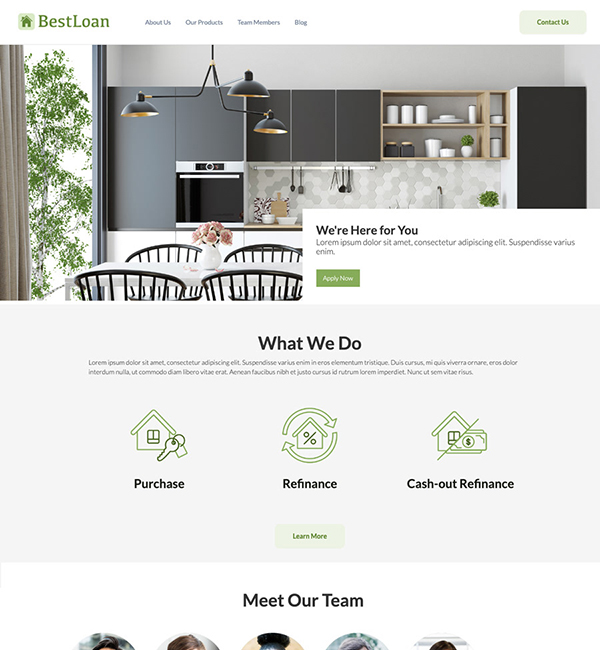 BestLoan
About Us
Our Products
Team Members
Blog
Contact Us
We're Here for You
Lorem ipsum dolor sit amet, consectetur adipiscing elit. Suspendisse varius
enim.
Apply Now
What We Do
Lorem ipsum dolor sit amet, consectetur adipiscing elit. Suspendisse varius in eros elementum tristique. Duis cursus, mi quis viverra ornare, eros
interdum nulla, ut commodo diam libero vitae erat. Aenean faucibus nibh et justo cursus id rutrum lorem imperdiet. Nunc ut sem vitae risus.
%
$
Purchase
Refinance
Cash-out Refinance
Learn More
Meet Our Team